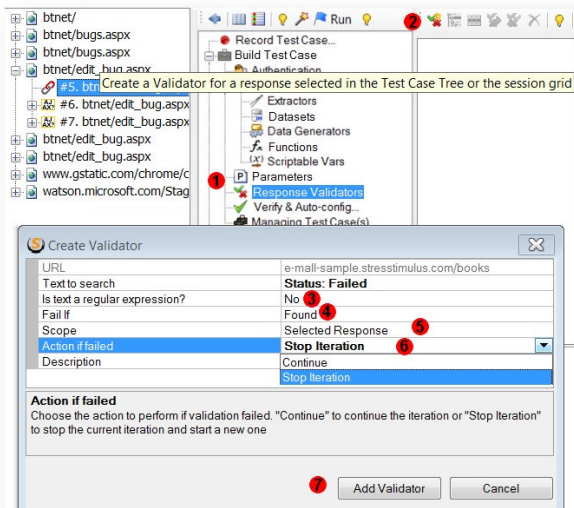 btnet/
btnet/bugs.aspx
btnet/bugs.aspx
btnet/edit_bug.aspx
#5.
#6. btnet/edit_bug.aspx
#7. btnet/edit_bug.aspx
btnet/edit_bug.aspx
btnet/edit_bug.aspx
www.gstatic.com/chrome/c
watson.microsoft.com/Stag
Run
2
Record Test Case...
Build Test Case
Create a Validator for a response selected in the Test Case Tree or the session grid
Extractors
Datasets
Data Generators
fx Functions
(x) Scriptable Vars
P Parameters
1
Response Validators
Verify & Auto-config...
Managing Test Case(s)
S Create Validator
URL e-mall-sample.stresstimulus.com/books
Text to search Status: Failed
Is text a regular expression? No 3
Fail If Found 4
Scope Selected Response 5
Action if failed Stop Iteration 6
Description Continue
Stop Iteration
Action if failed
Choose the action to perform if validation failed. "Continue" to continue the iteration or "Stop Iteration"
to stop the current iteration and start a new one
7 Add Validator Cancel